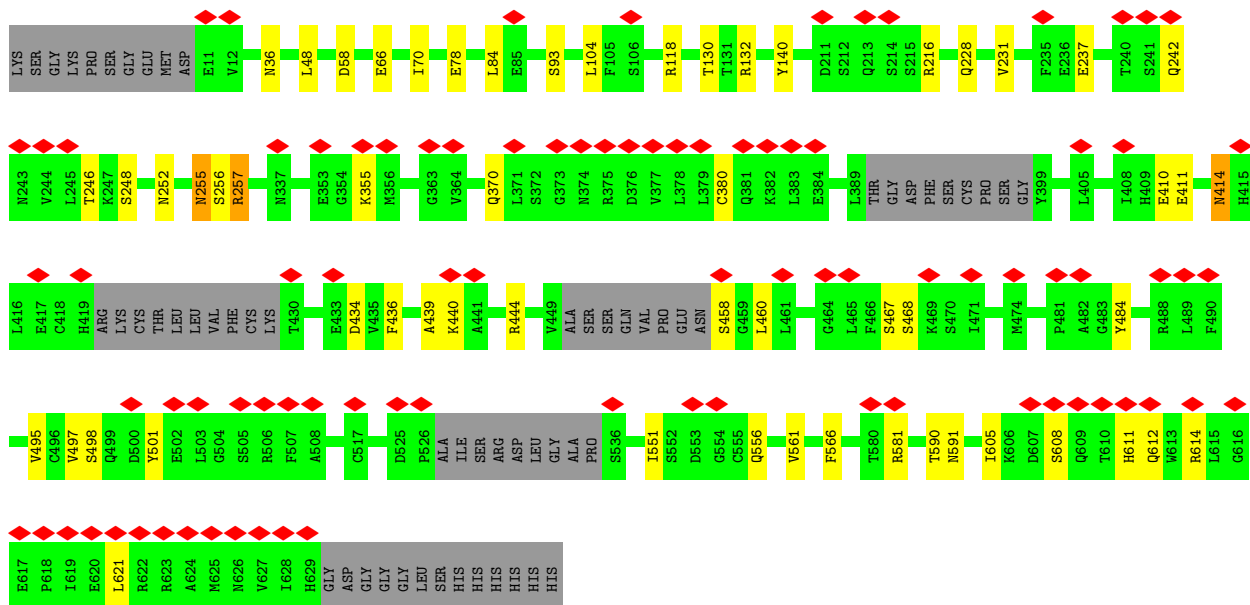 LYS SER GLY LYS PRO SER GLY GLU MET ASP E11 V12 N36 L48 D58 E66 I70 E78 L84 E85 S93 L104 F105 S106 R118 T130 T131 R132 Y140 D211 S212 Q213 S214 S215 R216 Q228 V231 F235 E236 E237 T240 S241 Q242
N243 V244 L245 T246 K247 S248 N252 N255 S256 R257 N337 E353 G354 K355 M356 G363 V364 Q370 L371 S372 G373 N374 R375 D376 V377 L378 L379 C380 Q381 K382 L383 E384 L389 THR GLY ASP PHE SER CYS PRO SER GLY Y399 L405 I408 H409 E410 E411 N414 H415
L416 E417 C418 H419 ARG LYS CYS THR LEU LEU VAL PHE CYS LYS T430 E433 D434 V435 F436 A439 K440 A441 R444 V449 ALA SER SER GLN VAL PRO GLU ASN S458 G459 L460 L461 G464 L465 F466 S467 S468 K469 S470 I471 M474 P481 A482 G483 Y484 R488 L489 F490
V495 C496 V497 S498 Q499 D500 Y501 E502 L503 G504 S505 R506 F507 A508 C517 D525 P526 ALA ILE SER ARG ASP LEU GLY ALA PRO S536 I551 S552 D553 G554 C555 Q556 V561 F566 T580 R581 T590 N591 I605 K606 D607 S608 Q609 T610 H611 Q612 W613 R614 L615 G616
E617 P618 I619 E620 L621 R622 R623 A624 M625 N626 V627 I628 H629 GLY ASP GLY GLY GLY LEU SER HIS HIS HIS HIS HIS HIS